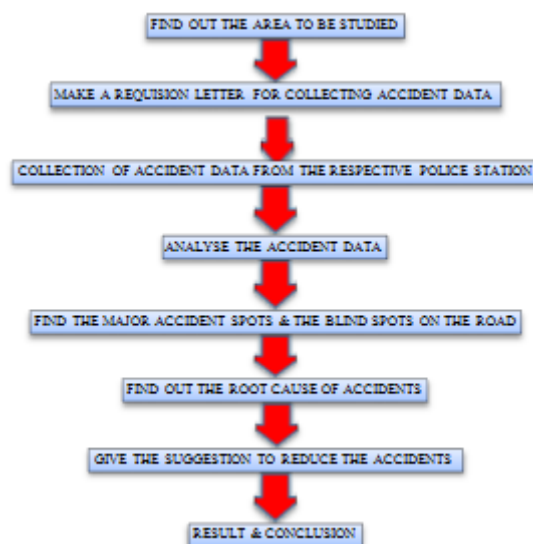 FIND OUT THE AREA TO BE STUDIED
MAKE A REQUISION LETTER FOR COLLECTING ACCIDENT DATA
COLLECTION OF ACCIDENT DATA FROM THE RESPECTIVE POLICE STATION
ANALYSE THE ACCIDENT DATA
FIND THE MAJOR ACCIDENT SPOTS & THE BLIND SPOTS ON THE ROAD
FIND OUT THE ROOT CAUSE OF ACCIDENTS
GIVE THE SUGGESTION TO REDUCE THE ACCIDENTS
RESULT & CONCLUSION